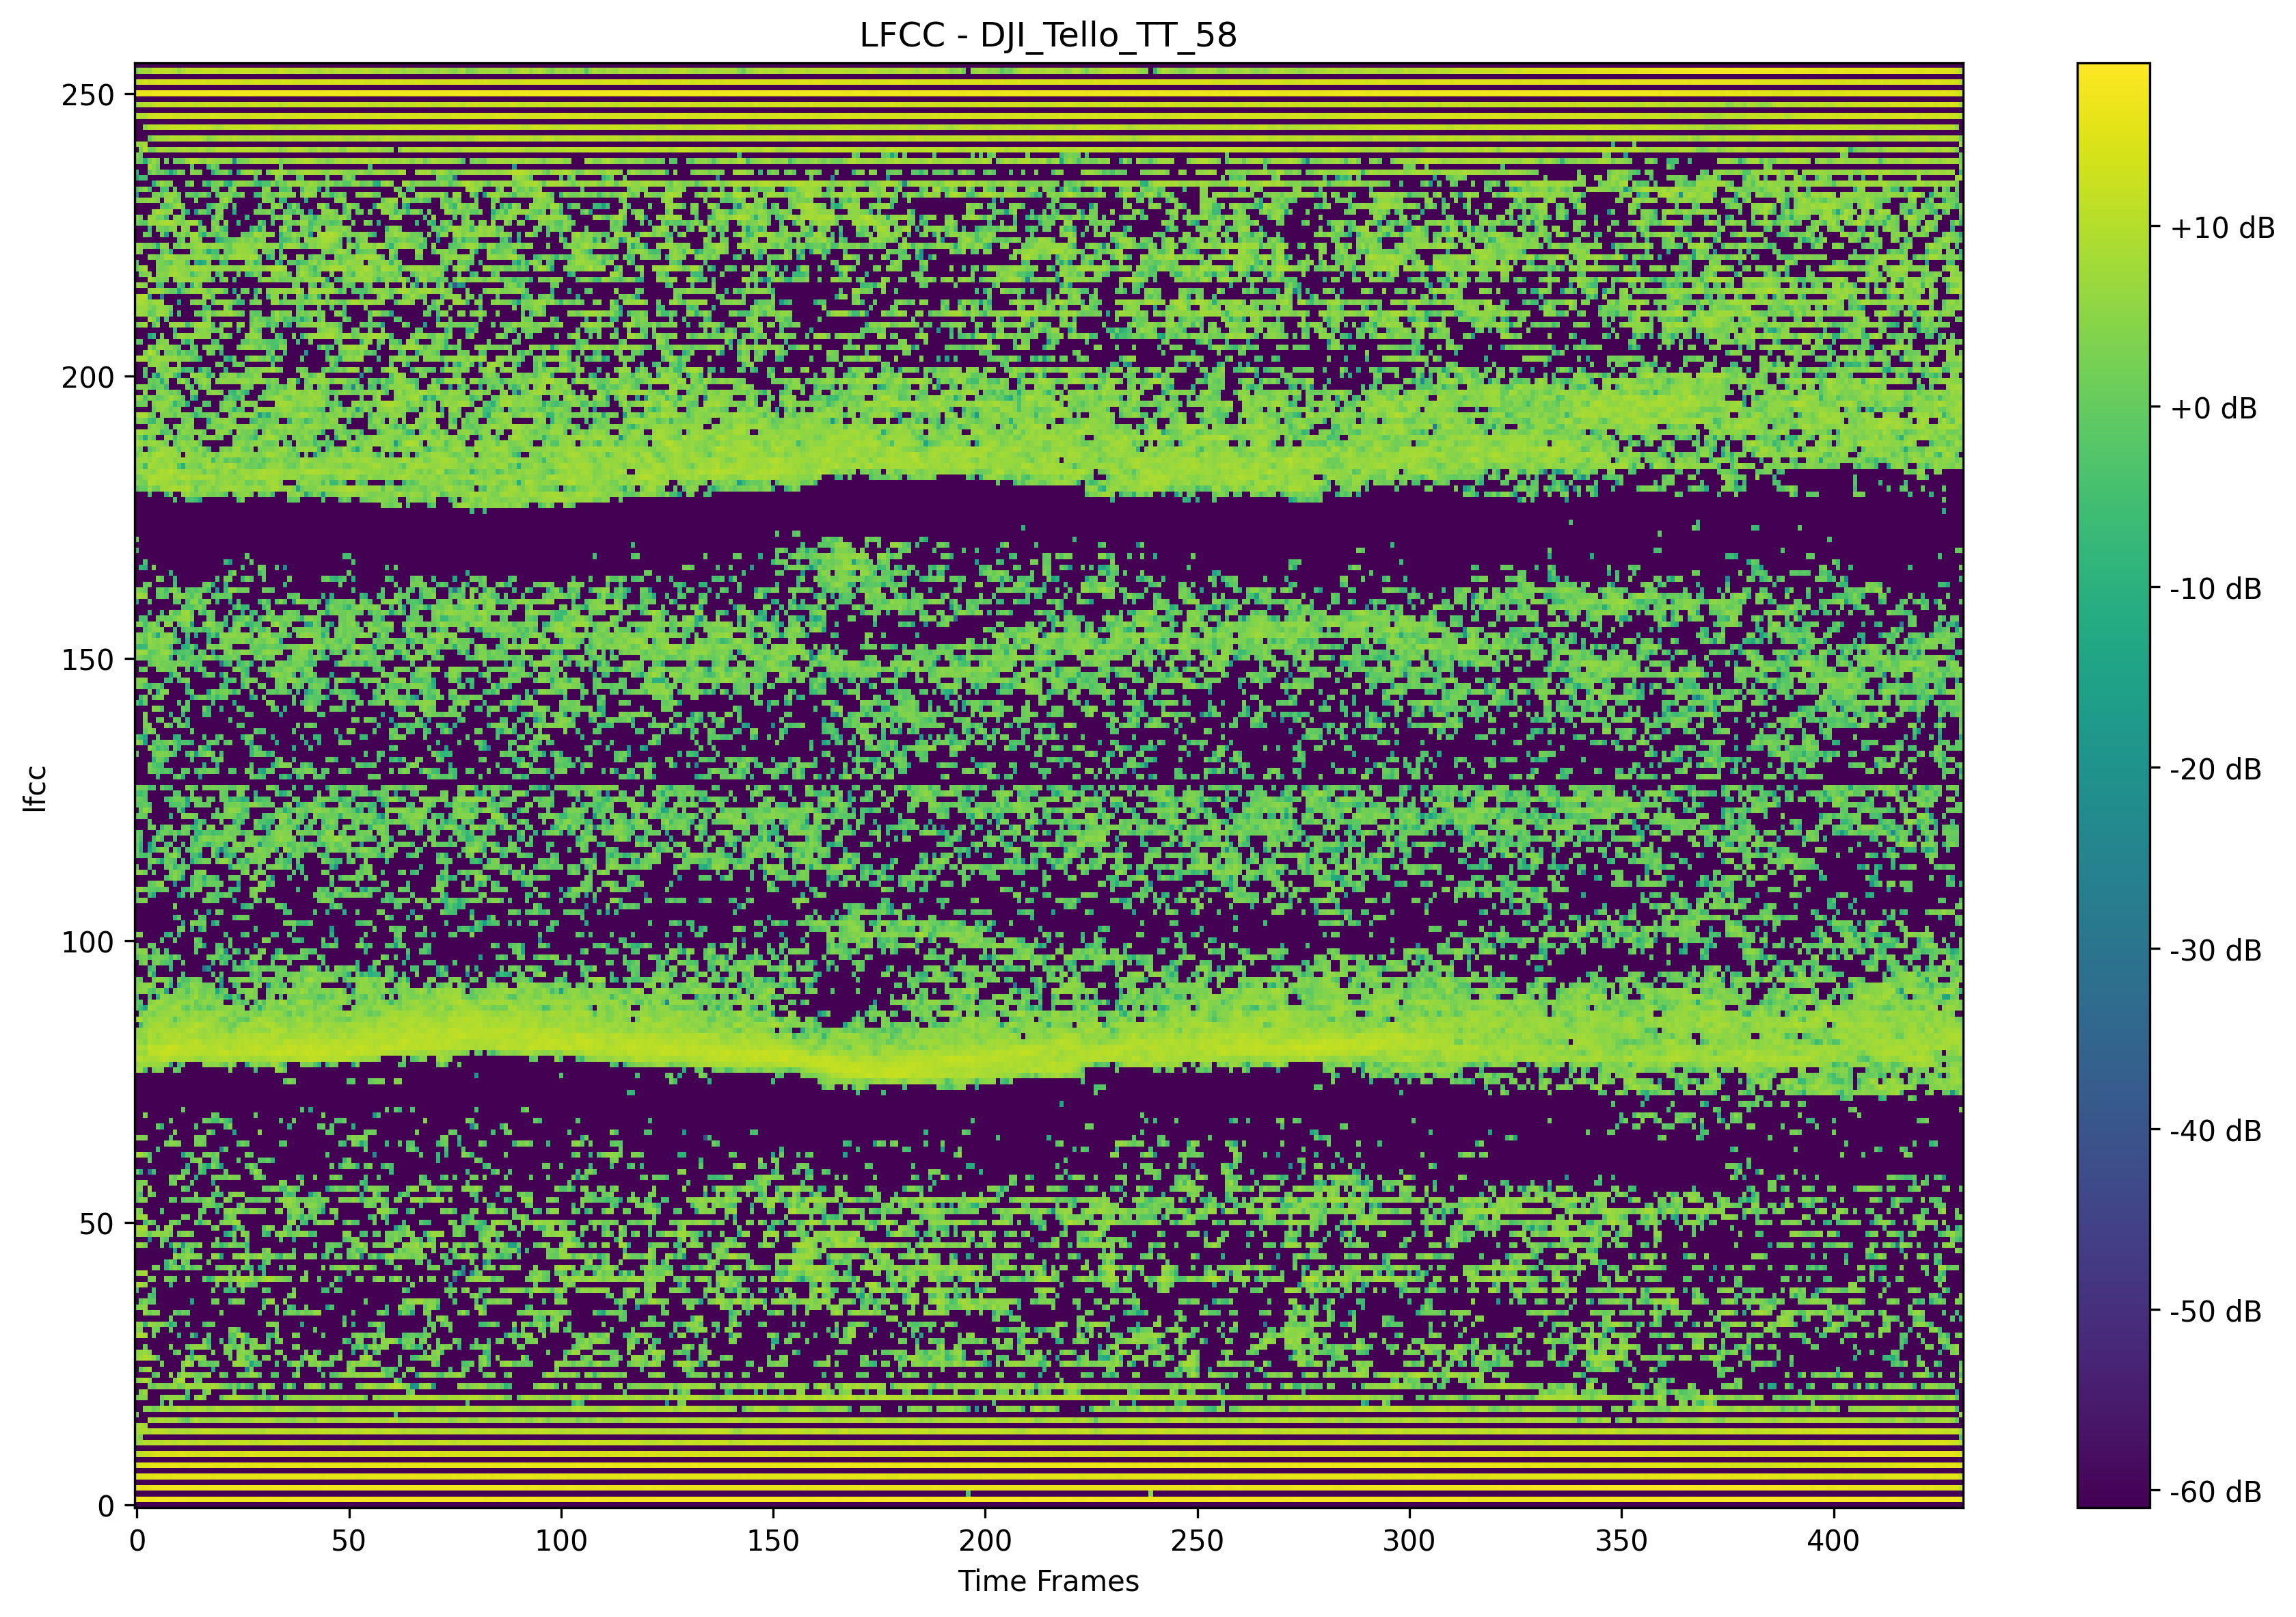 LFCC - DJI_Tello_TT_58
250
200
150
100
50
0
lfcc
0 50 100 150 200 250 300 350 400
Time Frames
+10 dB
+0 dB
-10 dB
-20 dB
-30 dB
-40 dB
-50 dB
-60 dB